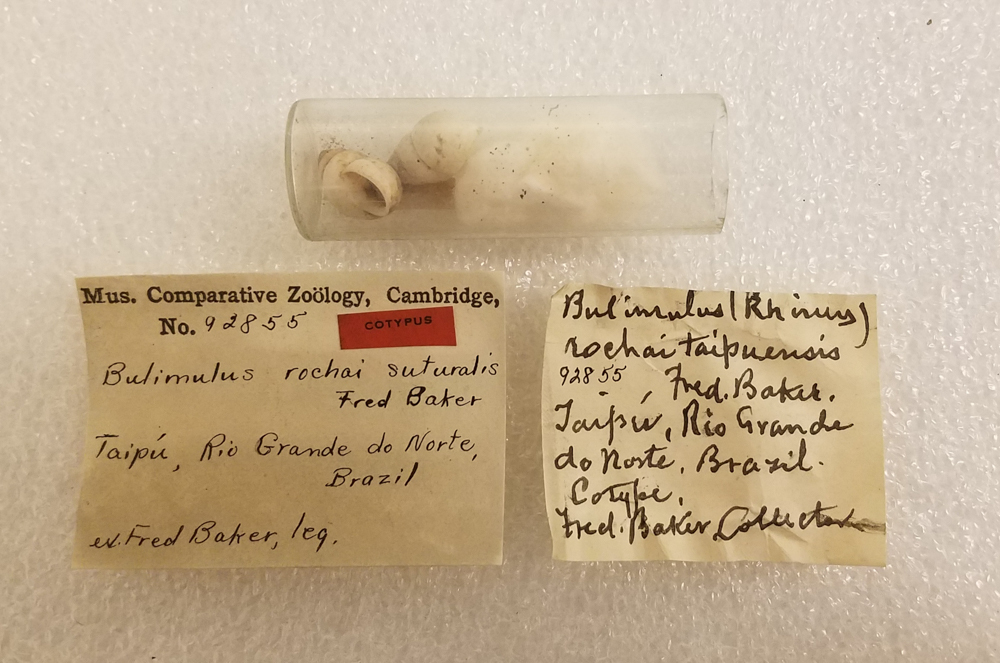 Mus. Comparative Zoölogy, Cambridge,
No. 92855
COTYPUS
Bulimulus rochai suturalis
Fred Baker
Taipú, Rio Grande do Norte,
Brazil
ex. Fred Baker, leg.
Bulimulus (Rhinus)
rochai taipuensis
92855 Fred. Baker.
Taipú, Rio Grande
do Norte, Brazil.
Cotype,
Fred. Baker, Collector